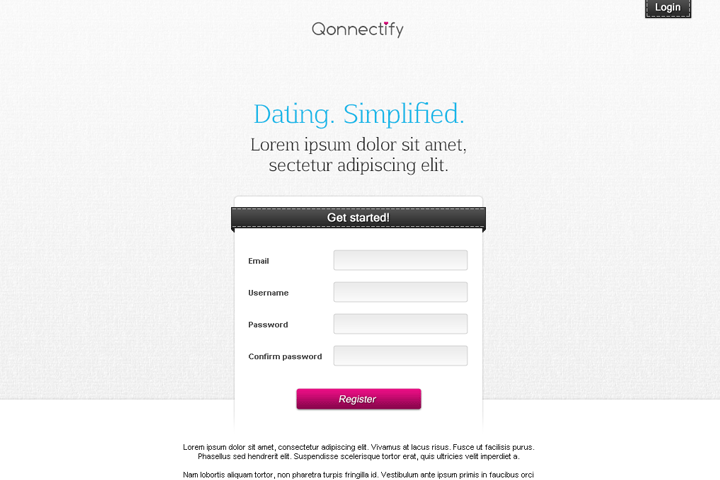 Login
Qonnectify
Dating. Simplified.
Lorem ipsum dolor sit amet,
sectetur adipiscing elit.
Get started!
Email
Username
Password
Confirm password
Register
Lorem ipsum dolor sit amet, consectetur adipiscing elit. Vivamus at lacus risus. Fusce ut facilisis purus.
Phasellus sed hendrerit elit. Suspendisse scelerisque tortor erat, quis ultricies velit imperdiet a.
Nam lobortis aliquam tortor, non pharetra turpis fringilla id. Vestibulum ante ipsum primis in faucibus orci